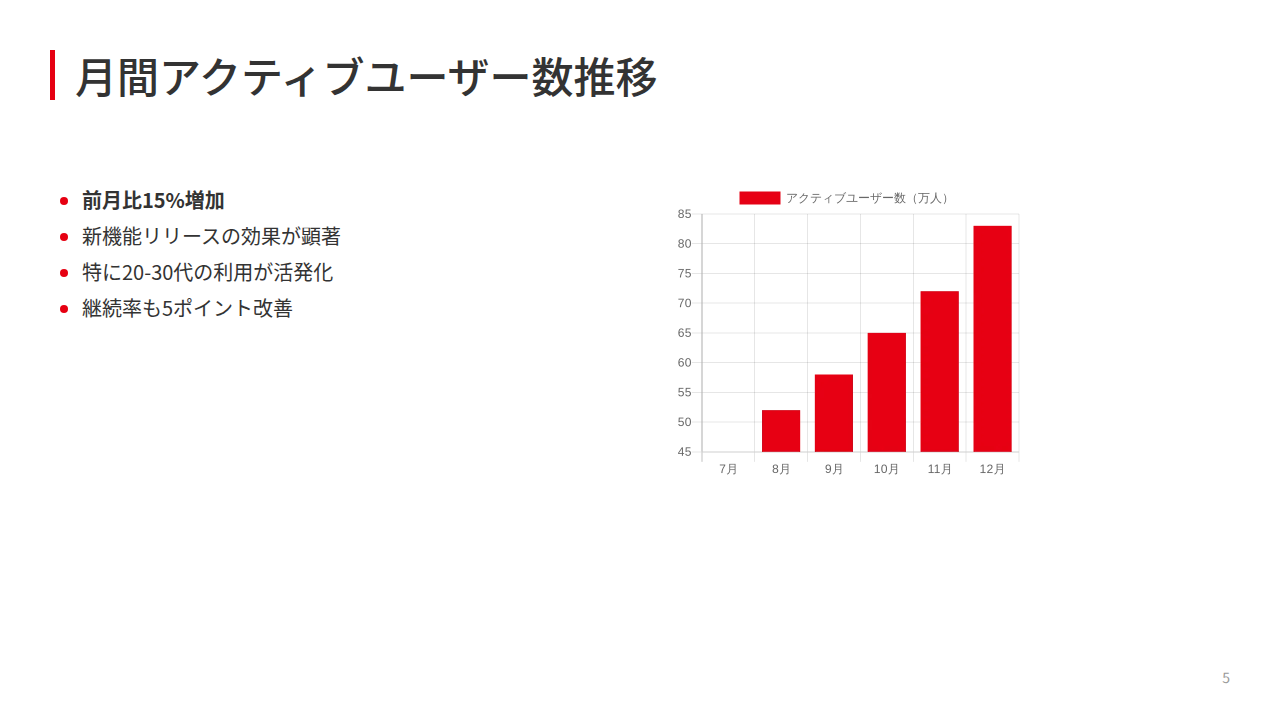 月間アクティブユーザー数推移
前月比15%増加
新機能リリースの効果が顕著
特に20-30代の利用が活発化
継続率も5ポイント改善
アクティブユーザー数（万人）
85
80
75
70
65
60
55
50
45
7月 8月 9月 10月 11月 12月
5